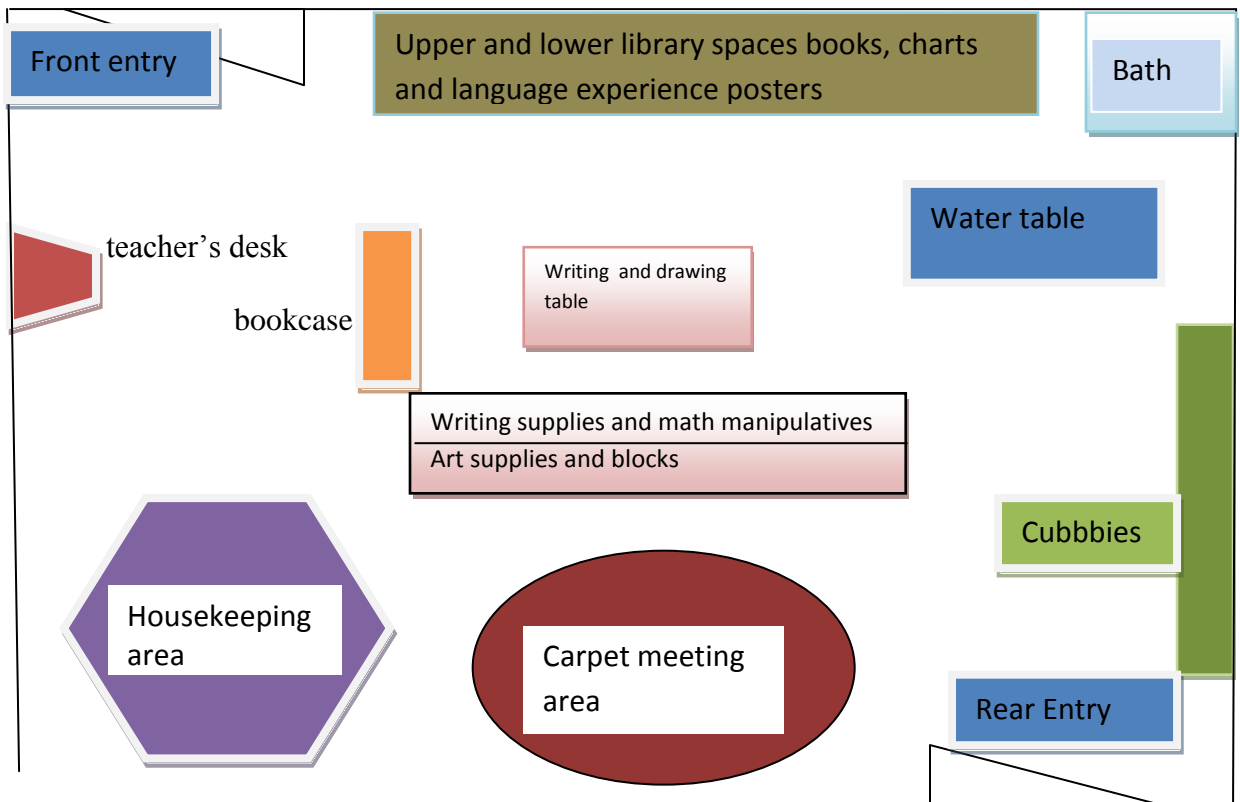 Front entry
Upper and lower library spaces books, charts
and language experience posters
Bath
Water table
teacher's desk
Writing and drawing
table
bookcase
Writing supplies and math manipulatives
Art supplies and blocks
Cubbbies
Housekeeping
area
Carpet meeting
area
Rear Entry